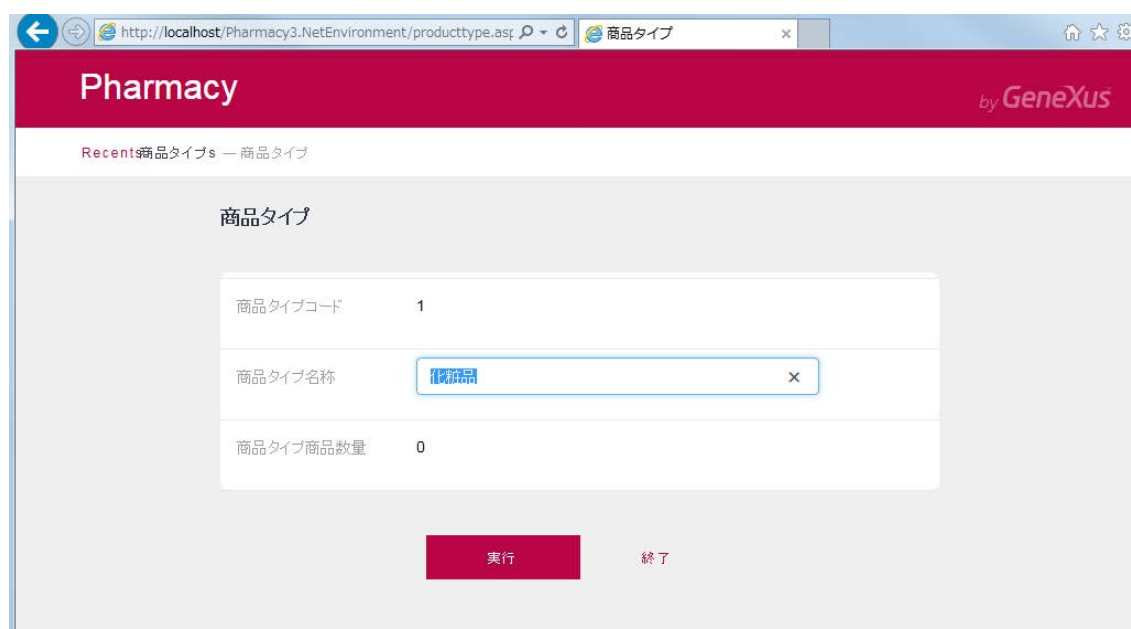 http://localhost/Pharmacy3.NetEnvironment/producttype.asp
商品タイプ
Pharmacy
by GeneXus
Recents商品タイプs — 商品タイプ
商品タイプ
商品タイプコード 1
商品タイプ名称 化粧品
商品タイプ商品数量 0
実行 終了